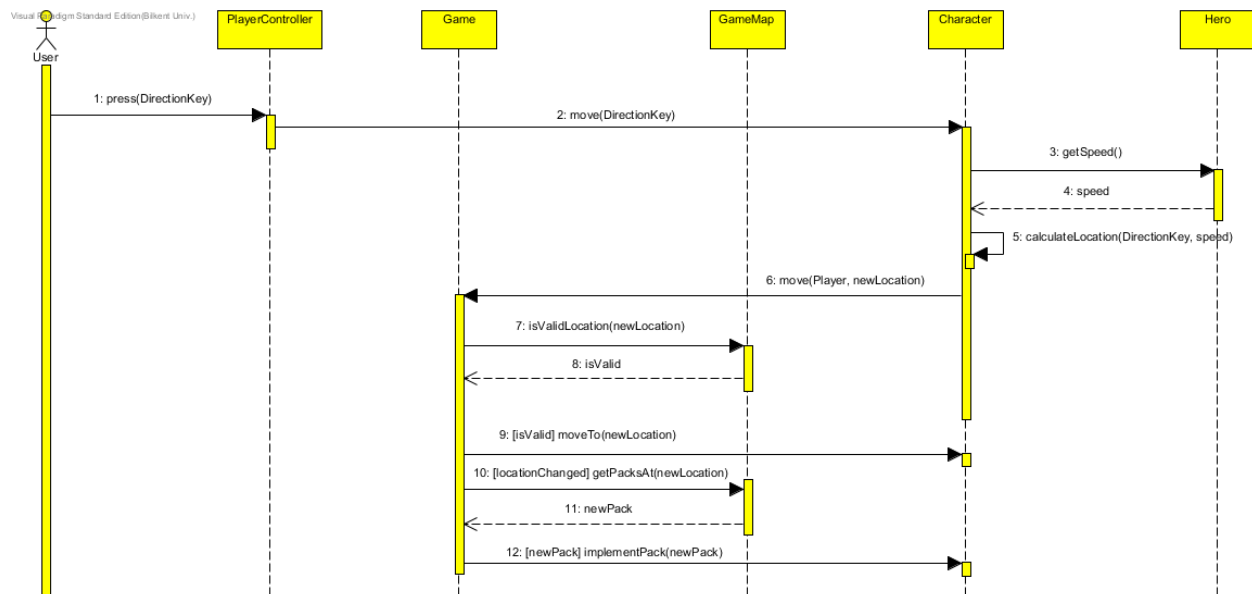 Visual Paradigm Standard Edition(Bilkent Univ.)
User
PlayerController
Game
GameMap
Character
Hero
1: press(DirectionKey)
2: move(DirectionKey)
3: getSpeed()
4: speed
5: calculateLocation(DirectionKey, speed)
6: move(Player, newLocation)
7: isValidLocation(newLocation)
8: isValid
9: [isValid] moveTo(newLocation)
10: [locationChanged] getPacksAt(newLocation)
11: newPack
12: [newPack] implementPack(newPack)